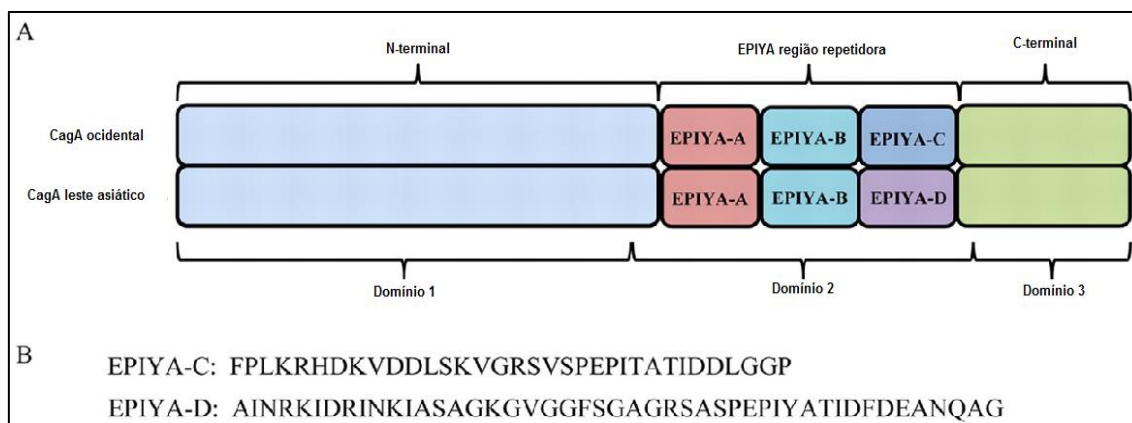 A
N-terminal
EPIYA região repetidora
C-terminal
CagA ocidental
EPIYA-A
EPIYA-B
EPIYA-C
CagA leste asiático
EPIYA-A
EPIYA-B
EPIYA-D
Domínio 1
Domínio 2
Domínio 3
B
EPIYA-C: FPLKRHDKVDDLSKVGRSVSPEPITATIDDLGGP
EPIYA-D: AINRKIDRINKIASAGKGVGGFSGAGRSASPEPIYATIDFDEANQAG